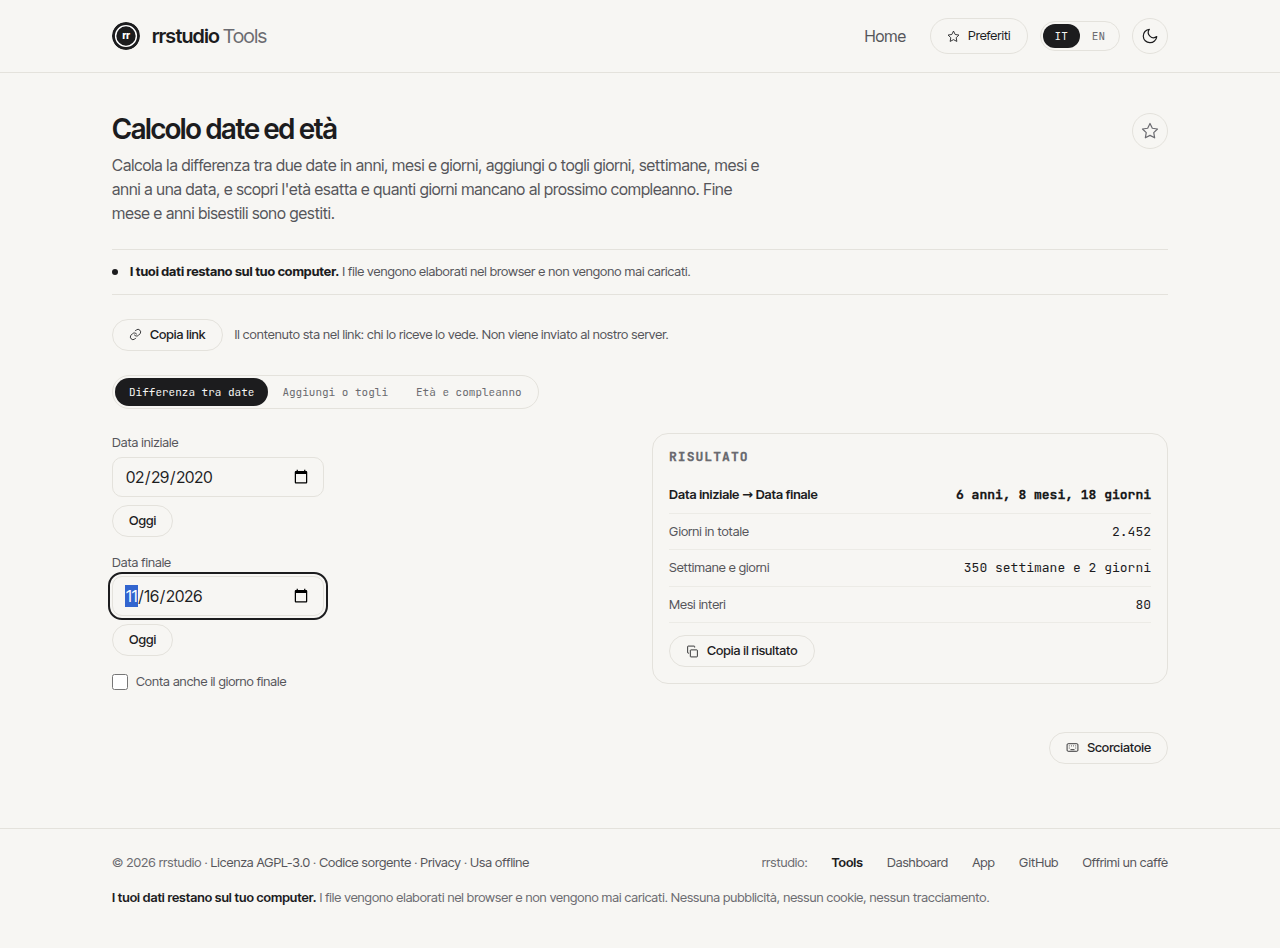 rr rrstudio Tools
Home
Preferiti
IT EN
Calcolo date ed età
Calcola la differenza tra due date in anni, mesi e giorni, aggiungi o togli giorni, settimane, mesi e
anni a una data, e scopri l'età esatta e quanti giorni mancano al prossimo compleanno. Fine
mese e anni bisestili sono gestiti.
I tuoi dati restano sul tuo computer. I file vengono elaborati nel browser e non vengono mai caricati.
Copia link Il contenuto sta nel link: chi lo riceve lo vede. Non viene inviato al nostro server.
Differenza tra date Aggiungi o togli Età e compleanno
Data iniziale
02/29/2020
Oggi
Data finale
11/16/2026
Oggi
Conta anche il giorno finale
RISULTATO
Data iniziale → Data finale 6 anni, 8 mesi, 18 giorni
Giorni in totale 2.452
Settimane e giorni 350 settimane e 2 giorni
Mesi interi 80
Copia il risultato
Scorciatoie
© 2026 rrstudio · Licenza AGPL-3.0 · Codice sorgente · Privacy · Usa offline
rrstudio: Tools Dashboard App GitHub Offrimi un caffè
I tuoi dati restano sul tuo computer. I file vengono elaborati nel browser e non vengono mai caricati. Nessuna pubblicità, nessun cookie, nessun tracciamento.